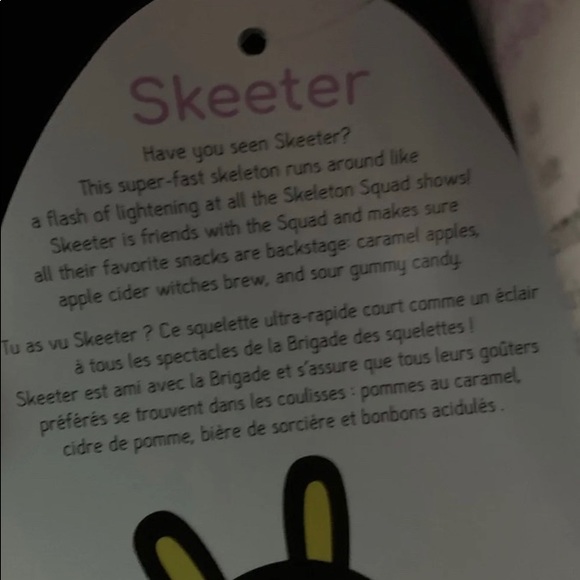 Skeeter
Have you seen Skeeter?
This super-fast skeleton runs around like
a flash of lightening at all the Skeleton Squad shows!
Skeeter is friends with the Squad and makes sure
all their favorite snacks are backstage: caramel apples,
apple cider witches brew, and sour gummy candy.
Tu as vu Skeeter ? Ce squelette ultra-rapide court comme un éclair
à tous les spectacles de la Brigade des squelettes !
Skeeter est ami avec la Brigade et s'assure que tous leurs goûters
préférés se trouvent dans les coulisses : pommes au caramel,
cidre de pomme, bière de sorcière et bonbons acidulés .